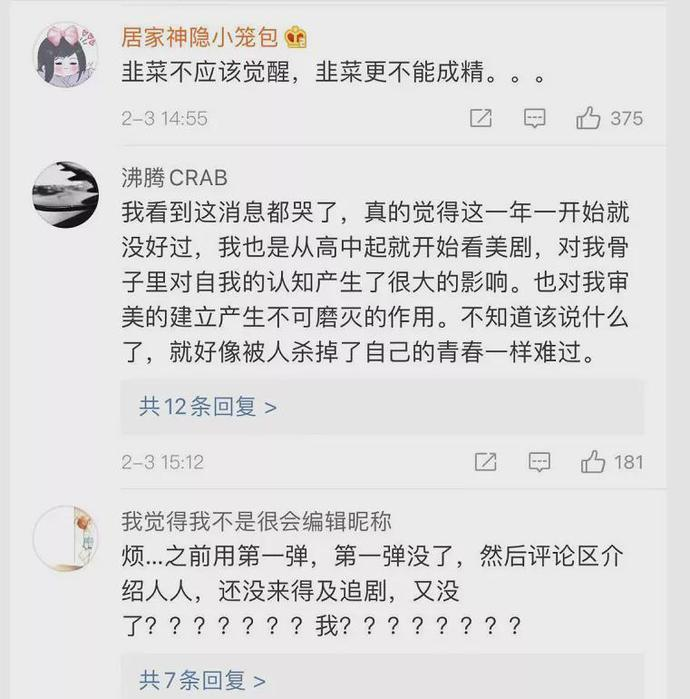 居家神隐小笼包
韭菜不应该觉醒，韭菜更不能成精。。。
2-3 14:55
375
沸腾CRAB
我看到这消息都哭了，真的觉得这一年一开始就
没好过，我也是从高中起就开始看美剧，对我骨
子里对自我的认知产生了很大的影响。也对我审
美的建立产生不可磨灭的作用。不知道该说什么
了，就好像被人杀掉了自己的青春一样难过。
共12条回复 >
2-3 15:12
181
我觉得我不是很会编辑昵称
烦...之前用第一弹，第一弹没了，然后评论区介
绍人人，还没来得及追剧，又没
了？？？？？？？我？？？？？？？？
共7条回复 >